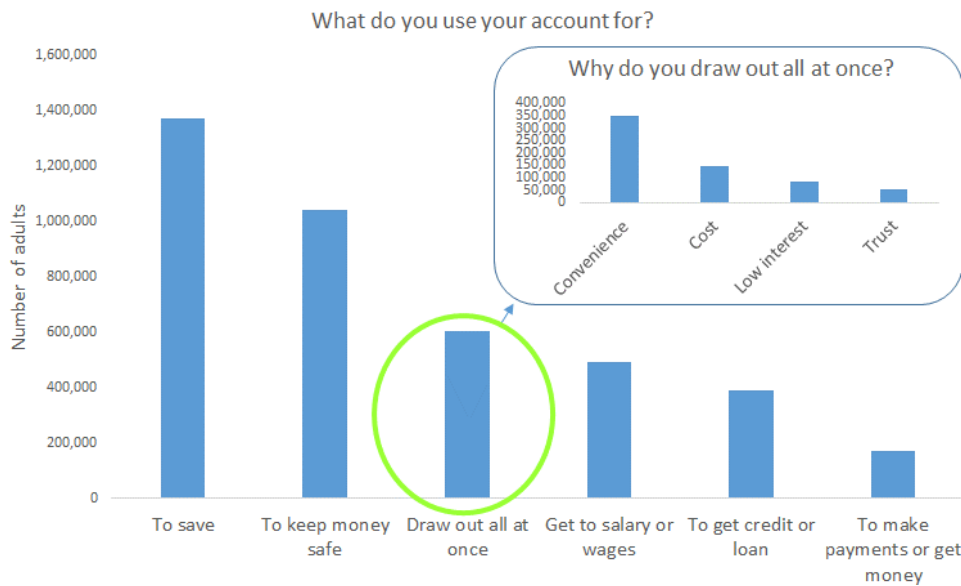 What do you use your account for?
1,600,000
1,400,000
1,200,000
1,000,000
800,000
600,000
400,000
200,000
0
Number of adults
To save
To keep money
safe
Draw out all at
once
Get to salary or
wages
To get credit or
loan
To make
payments or get
money
Why do you draw out all at once?
400,000
350,000
300,000
250,000
200,000
150,000
100,000
50,000
0
Convenience
Cost
Low interest
Trust